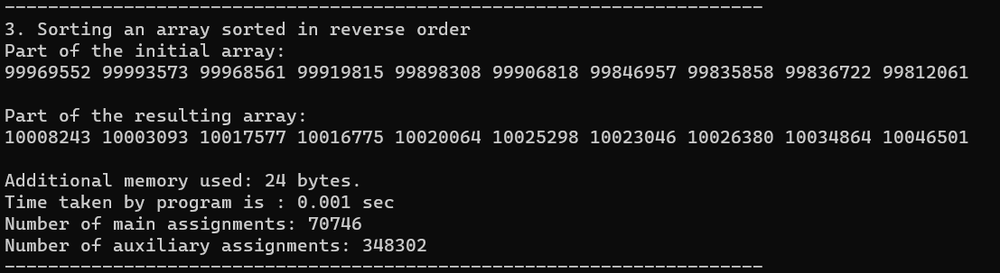 3. Sorting an array sorted in reverse order
Part of the initial array:
99969552 99993573 99968561 99919815 99898308 99906818 99846957 99835858 99836722 99812061
Part of the resulting array:
10008243 10003093 10017577 10016775 10020064 10025298 10023046 10026380 10034864 10046501
Additional memory used: 24 bytes.
Time taken by program is : 0.001 sec
Number of main assignments: 70746
Number of auxiliary assignments: 348302